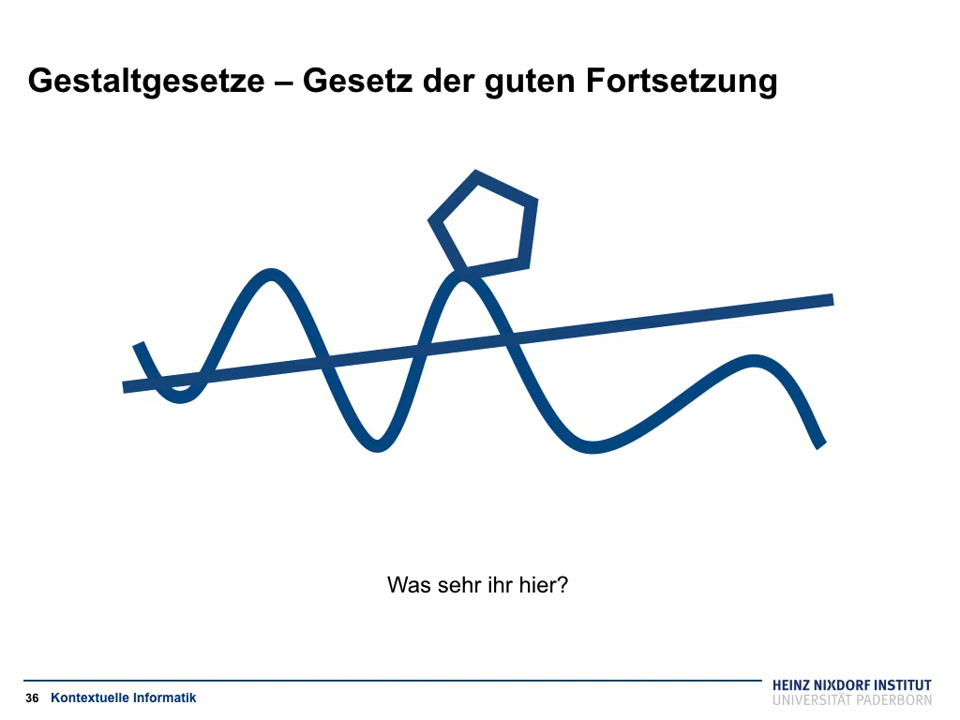 Gestaltgesetze – Gesetz der guten Fortsetzung
Was sehr ihr hier?
36 Kontextuelle Informatik
HEINZ NIXDORF INSTITUT
UNIVERSITÄT PADERBORN